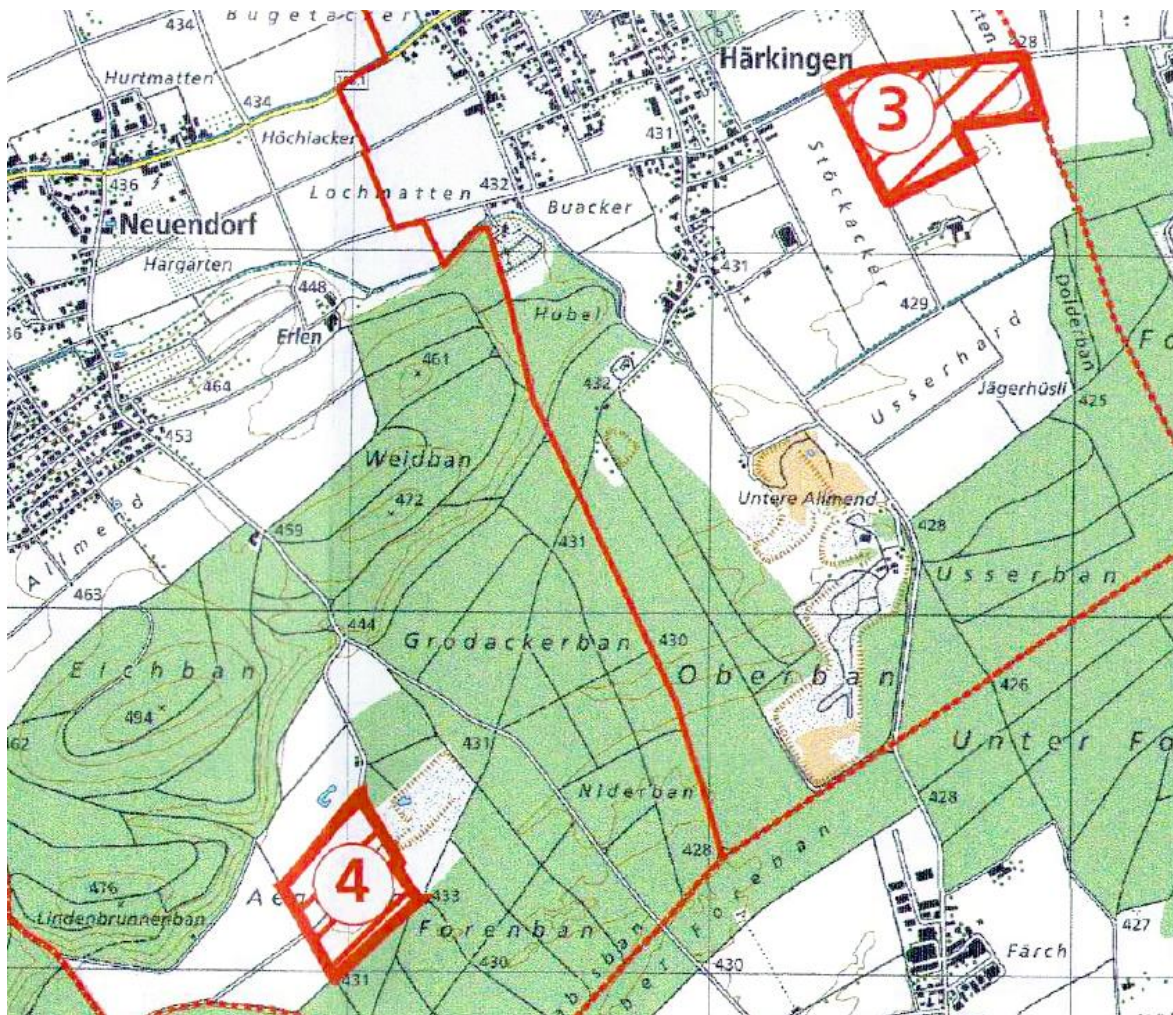 434
Bugetacker
428
Härkingen
Hurtmatten
3
434
Höchiacker
431
436
Lochmatten
432
Buacker
Stöckacker
Neuendorf
Hargarten
448
431
429
Dolderban
Erlen
Hubel
Usserhard
461
464
432
Jägerhüsli
425
453
Weidban
472
Untere Allmend
459
428
Allmend
431
Usserban
463
444
Grodackerban
430
Oberban
Eichban
426
494
431
Unter
Niderban
428
428
4
476
433
Lindenbrunnenban
Forenban
427
Färch
430
430
431